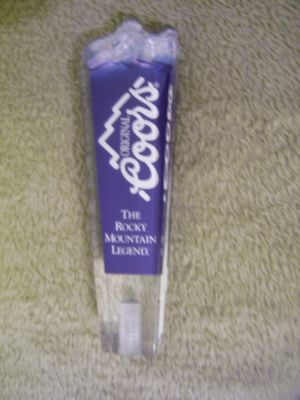 ORIGINAL
Coors
THE
ROCKY
MOUNTAIN
LEGEND